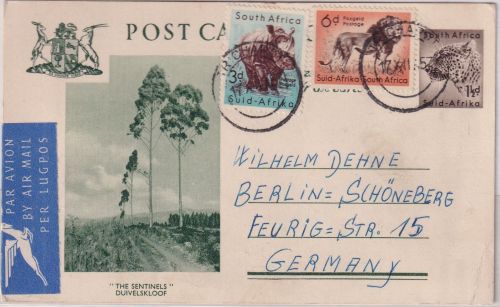 POST CA
South Africa
3d
Suid-Afrika
6d
Posgeld
Postage
Suid-Afrika South Africa
South Africa
1½d
Suid-Afrika
PAR AVION
BY AIR MAIL
PER LUGPOS
WILHELM DEHNE
BERLIN=SCHÖNEBERG
FEURIG=STR. 15
GERMANY
"THE SENTINELS"
DUIVELSKLOOF